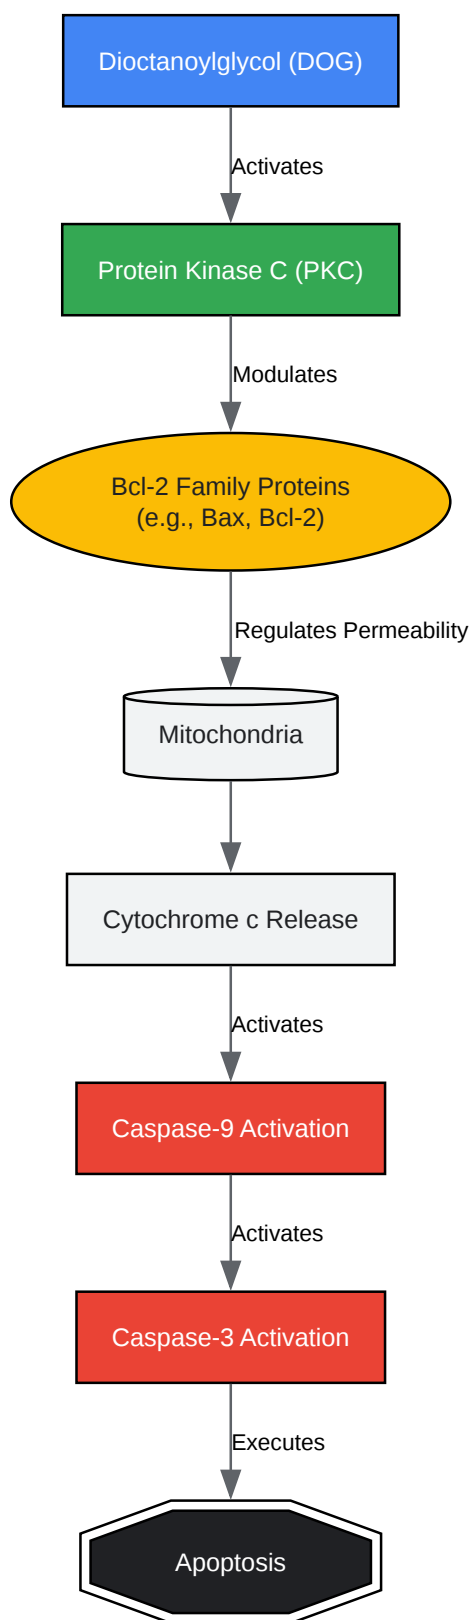 Dioctanoylglycol (DOG)
Activates
Protein Kinase C (PKC)
Modulates
Bcl-2 Family Proteins
(e.g., Bax, Bcl-2)
Regulates Permeability
Mitochondria
Cytochrome c Release
Activates
Caspase-9 Activation
Activates
Caspase-3 Activation
Executes
Apoptosis